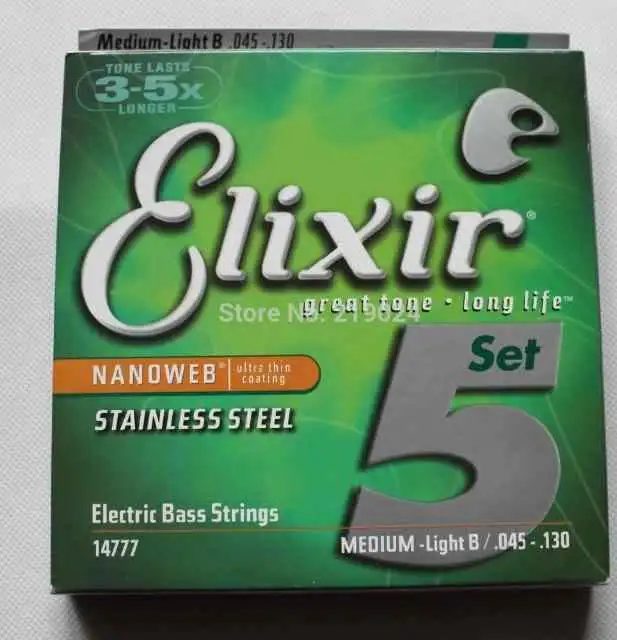 Medium-Light B .045-.130
TONE LASTS
3-5x
LONGER
Elixir®
great tone · long life™
Store No: 219024
Set
5
NANOWEB® ultra thin
coating
STAINLESS STEEL
Electric Bass Strings
14777
MEDIUM -Light B / .045 - .130